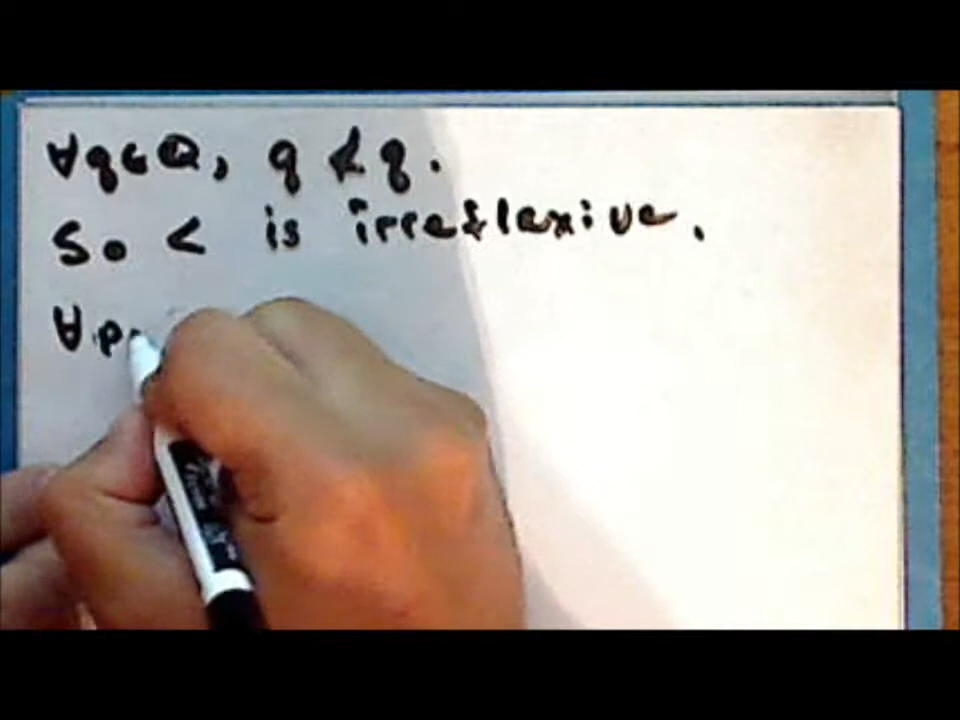 ∀q∈Q, q ≮ q.
So < is irreflexive.
∀p